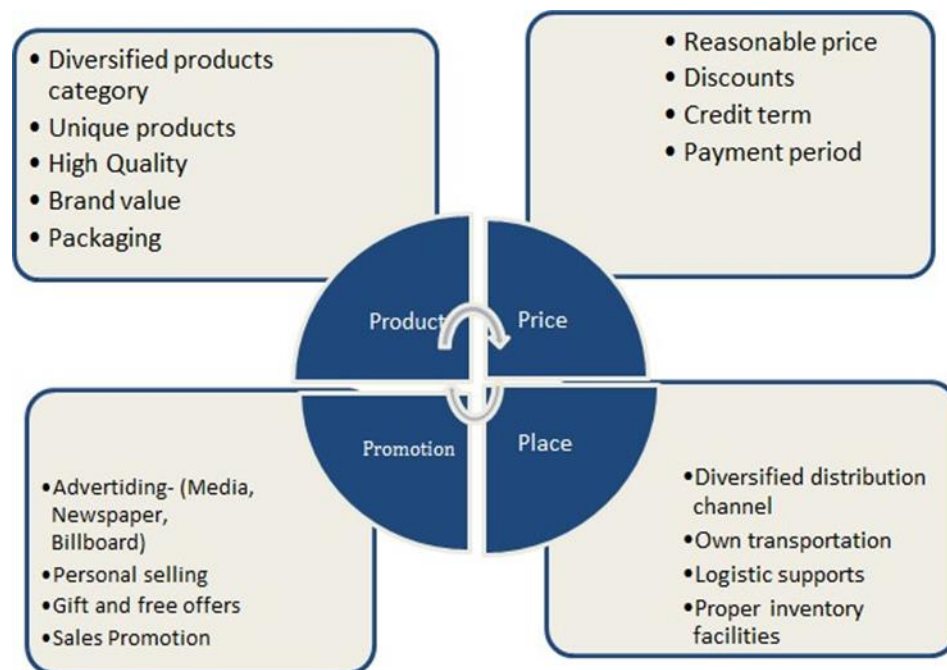 • Diversified products
category
• Unique products
• High Quality
• Brand value
• Packaging
• Reasonable price
• Discounts
• Credit term
• Payment period
Product
Price
Promotion
Place
•Advertiding- (Media,
Newspaper,
Billboard)
•Personal selling
•Gift and free offers
•Sales Promotion
•Diversified distribution
channel
•Own transportation
•Logistic supports
•Proper inventory
facilities